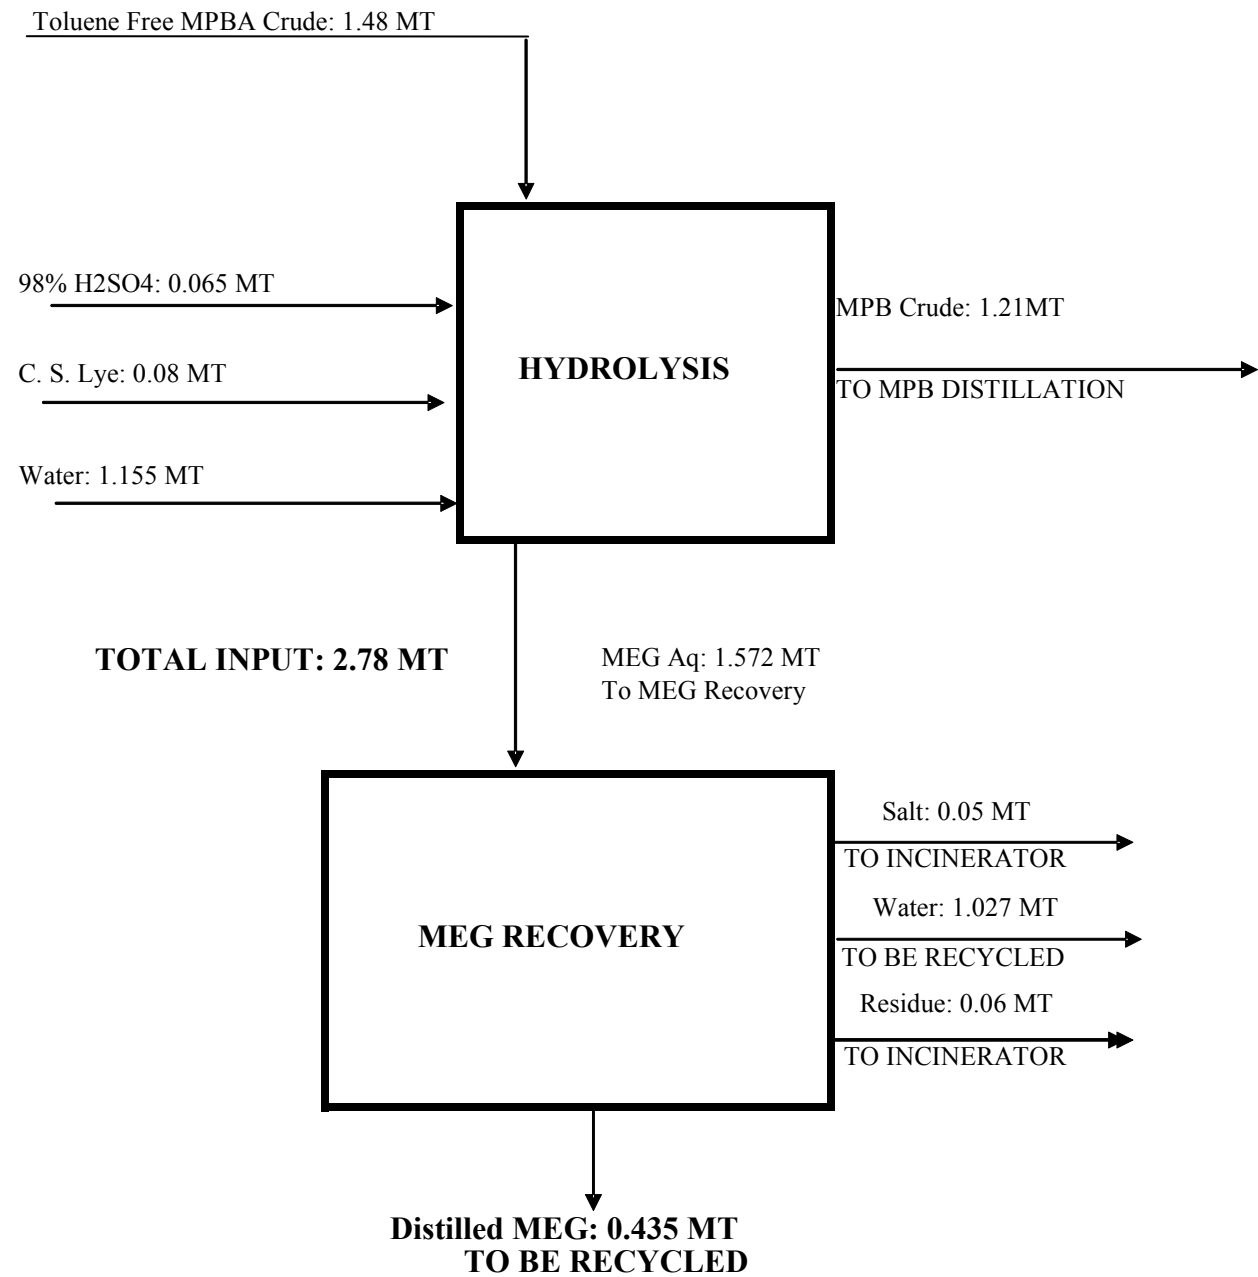 Toluene Free MPBA Crude: 1.48 MT
98% H2SO4: 0.065 MT
MPB Crude: 1.21MT
HYDROLYSIS
C. S. Lye: 0.08 MT
TO MPB DISTILLATION
Water: 1.155 MT
TOTAL INPUT: 2.78 MT
MEG Aq: 1.572 MT
To MEG Recovery
Salt: 0.05 MT
TO INCINERATOR
Water: 1.027 MT
MEG RECOVERY
TO BE RECYCLED
Residue: 0.06 MT
TO INCINERATOR
Distilled MEG: 0.435 MT
TO BE RECYCLED